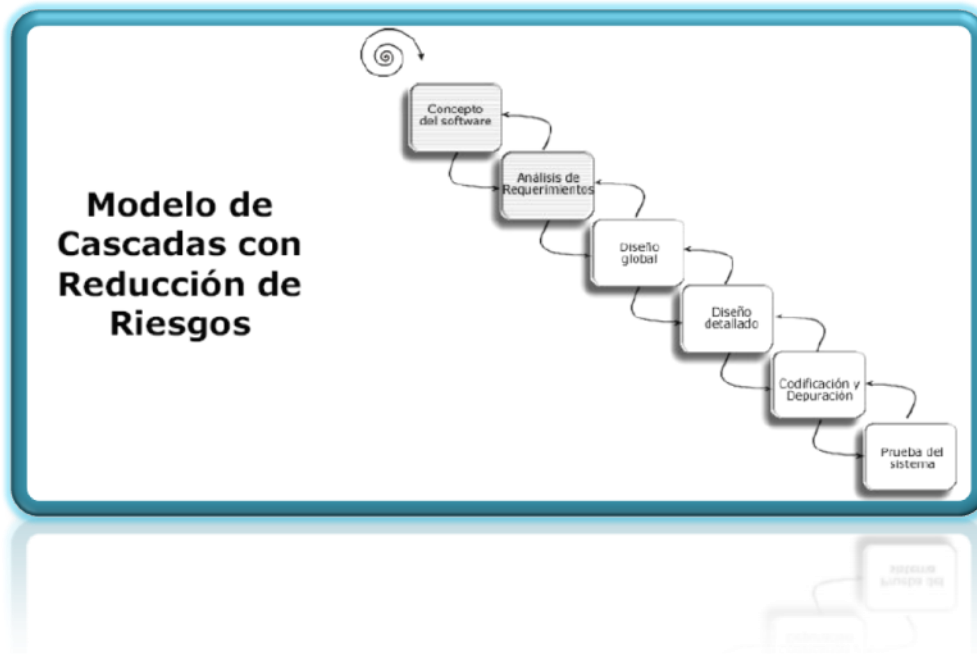 Modelo de
Cascadas con
Reducción de
Riesgos
Concepto
del software
Análisis de
Requerimientos
Diseño
global
Diseño
detallado
Codificación y
Depuración
Prueba del
sistema